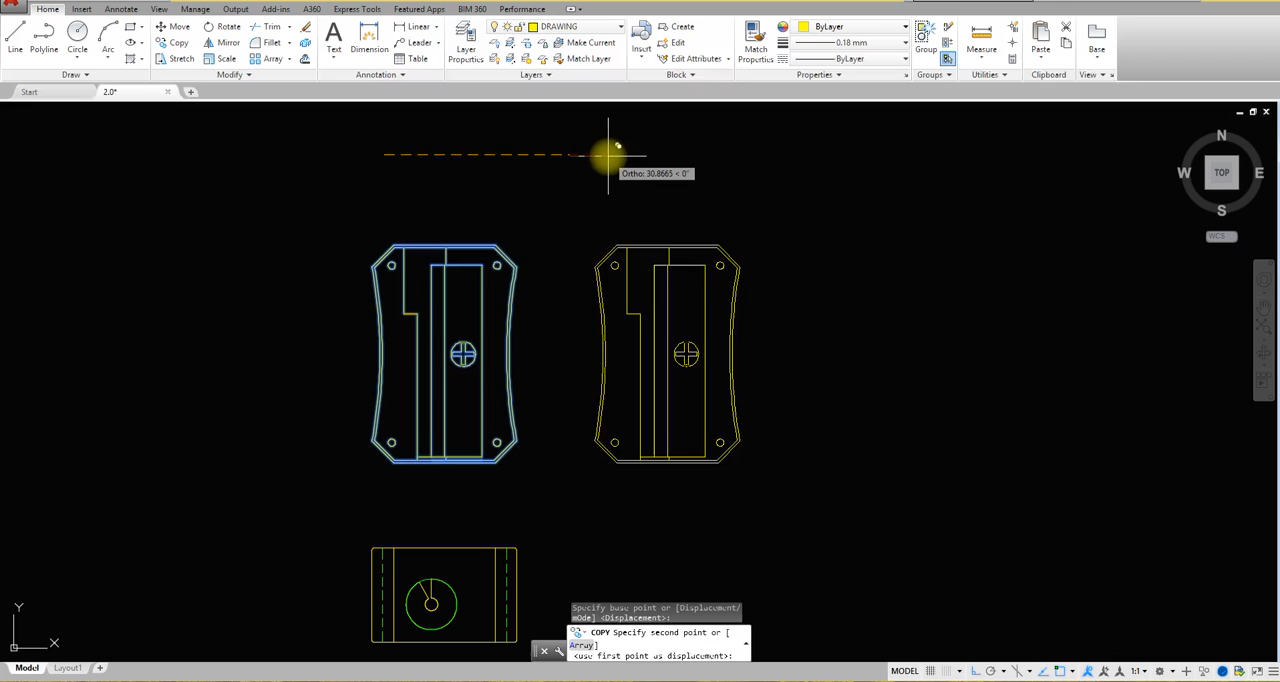 Home Insert Annotate View Manage Output Add-ins A360 Express Tools Featured Apps BIM 360 Performance
Line Polyline Circle Arc
Move Rotate Trim
Copy Mirror Fillet
Stretch Scale Array
Text Dimension
Linear
Leader
Table
Layer Properties
DRAWING
Make Current
Match Layer
Insert
Create
Edit
Edit Attributes
Match Properties
ByLayer
0.18 mm
ByLayer
Group Measure Paste Base
Draw Modify Annotation Layers Block Properties Groups Utilities Clipboard View
Start 2.0*
N
W TOP E
S
WCS
Ortho: 30.8665 < 0°
Specify base point or [Displacement/
mOde] <Displacement>:
COPY Specify second point or [
Array]
<use first point as displacement>:
Y
X
Model Layout1
MODEL 1:1